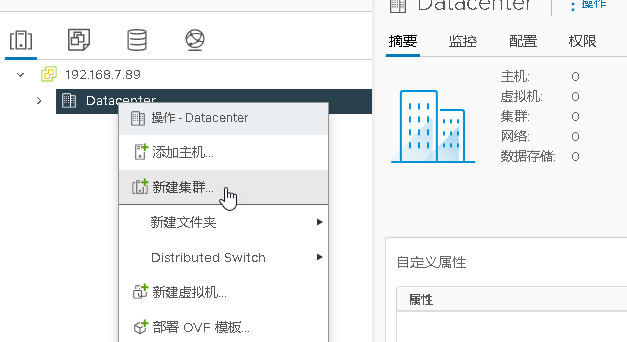 Datacenter
操作
摘要 监控 配置 权限
192.168.7.89
Datacenter
操作 - Datacenter
添加主机...
新建集群...
新建文件夹
Distributed Switch
新建虚拟机...
部署 OVF 模板...
主机: 0
虚拟机: 0
集群: 0
网络: 0
数据存储: 0
自定义属性
属性